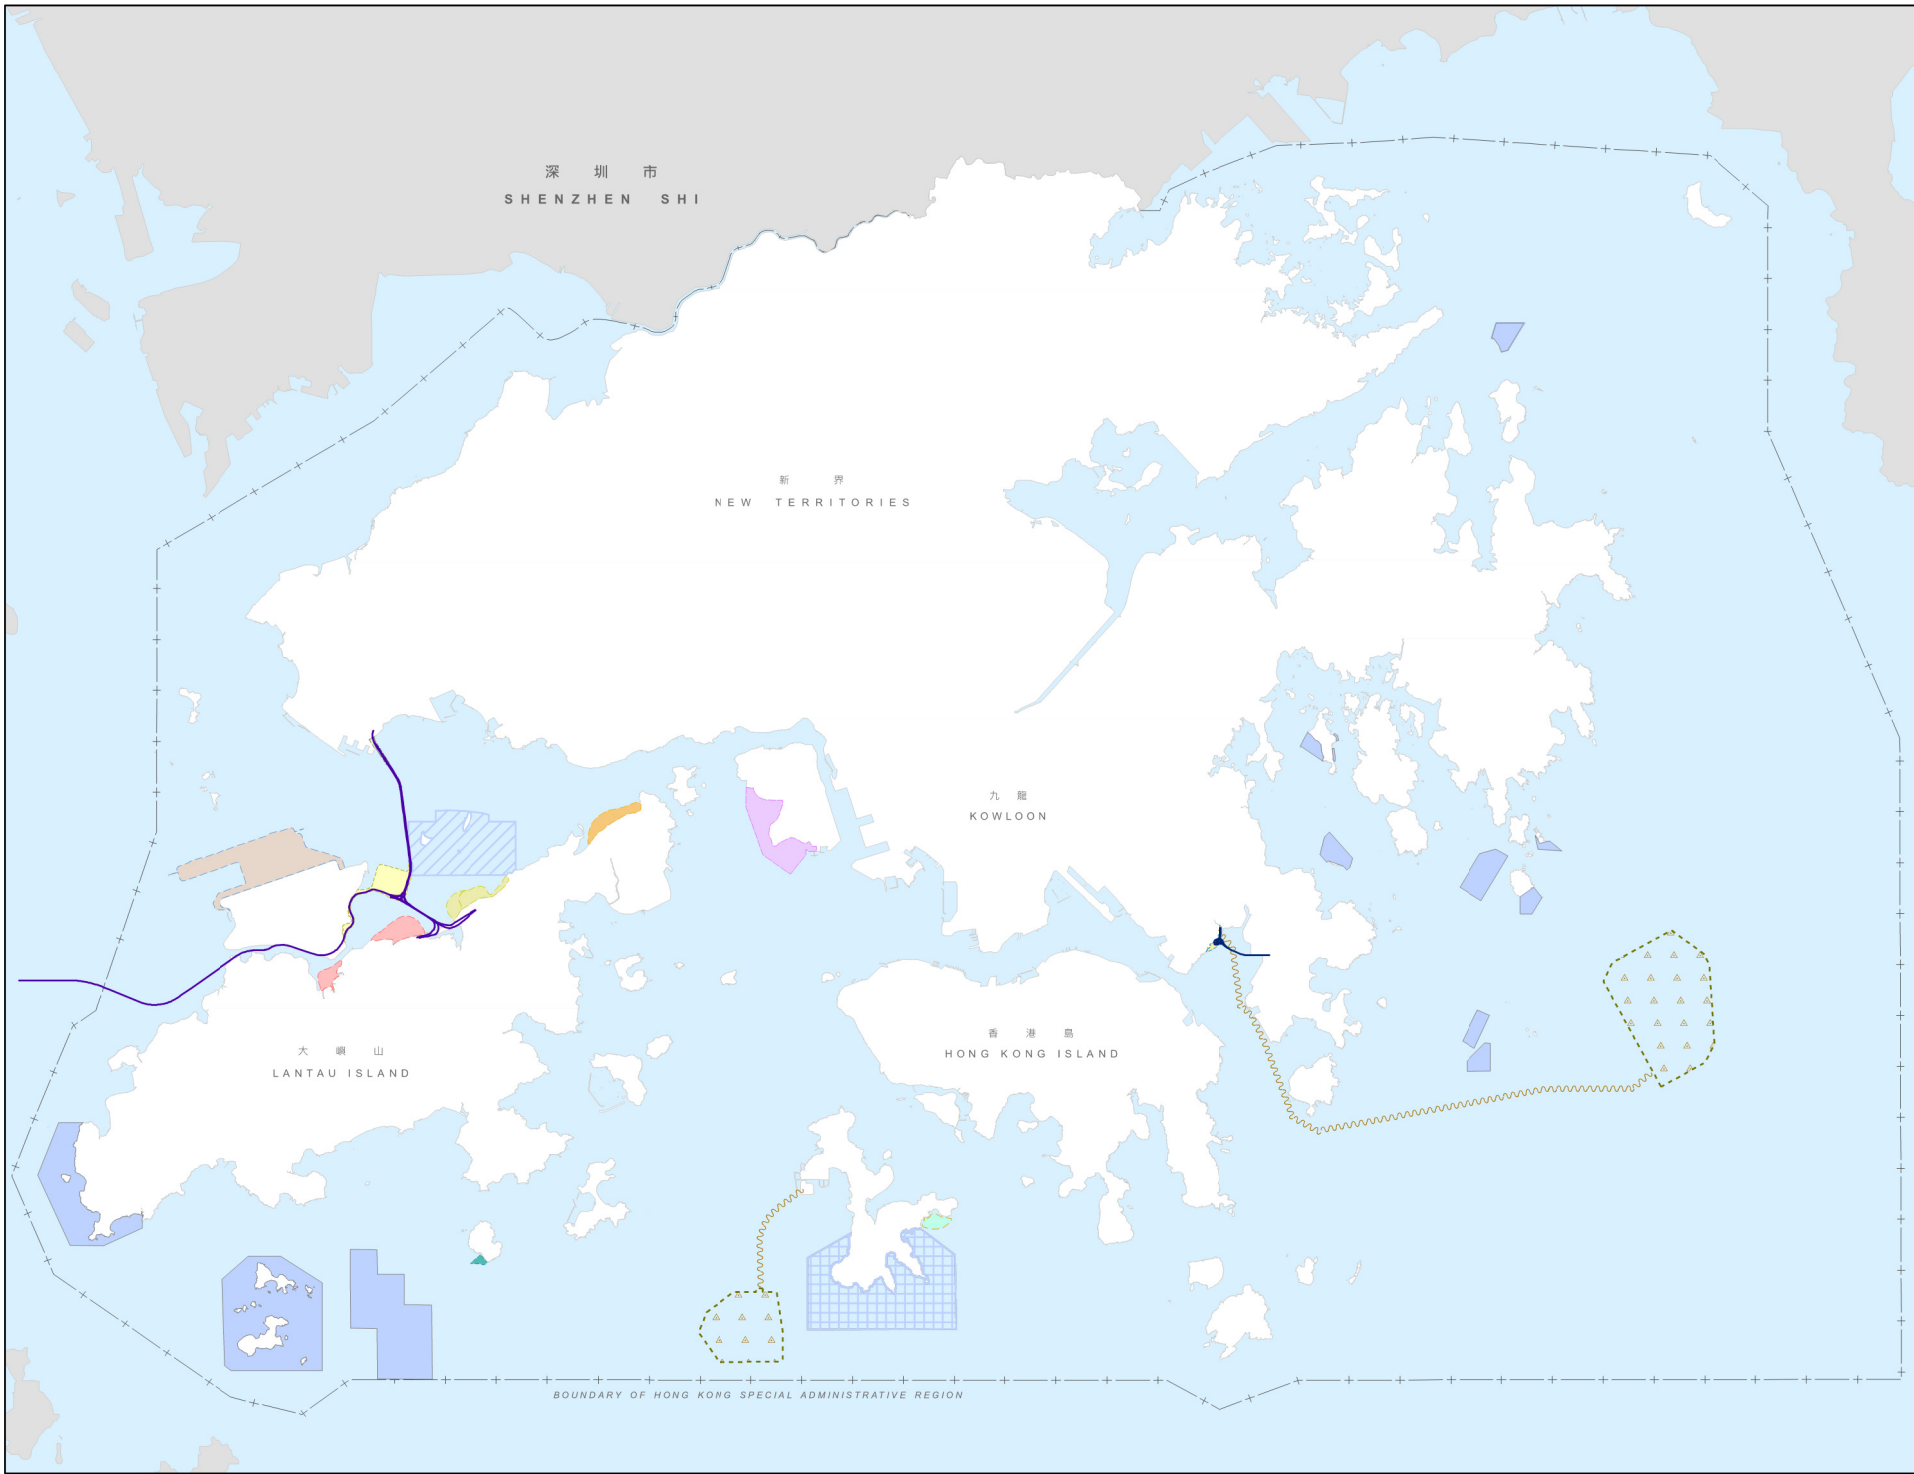 深 圳 市
SHENZHEN SHI
新 界
NEW TERRITORIES
九 龍
KOWLOON
香 港 島
HONG KONG ISLAND
大 嶼 山
LANTAU ISLAND
BOUNDARY OF HONG KONG SPECIAL ADMINISTRATIVE REGION